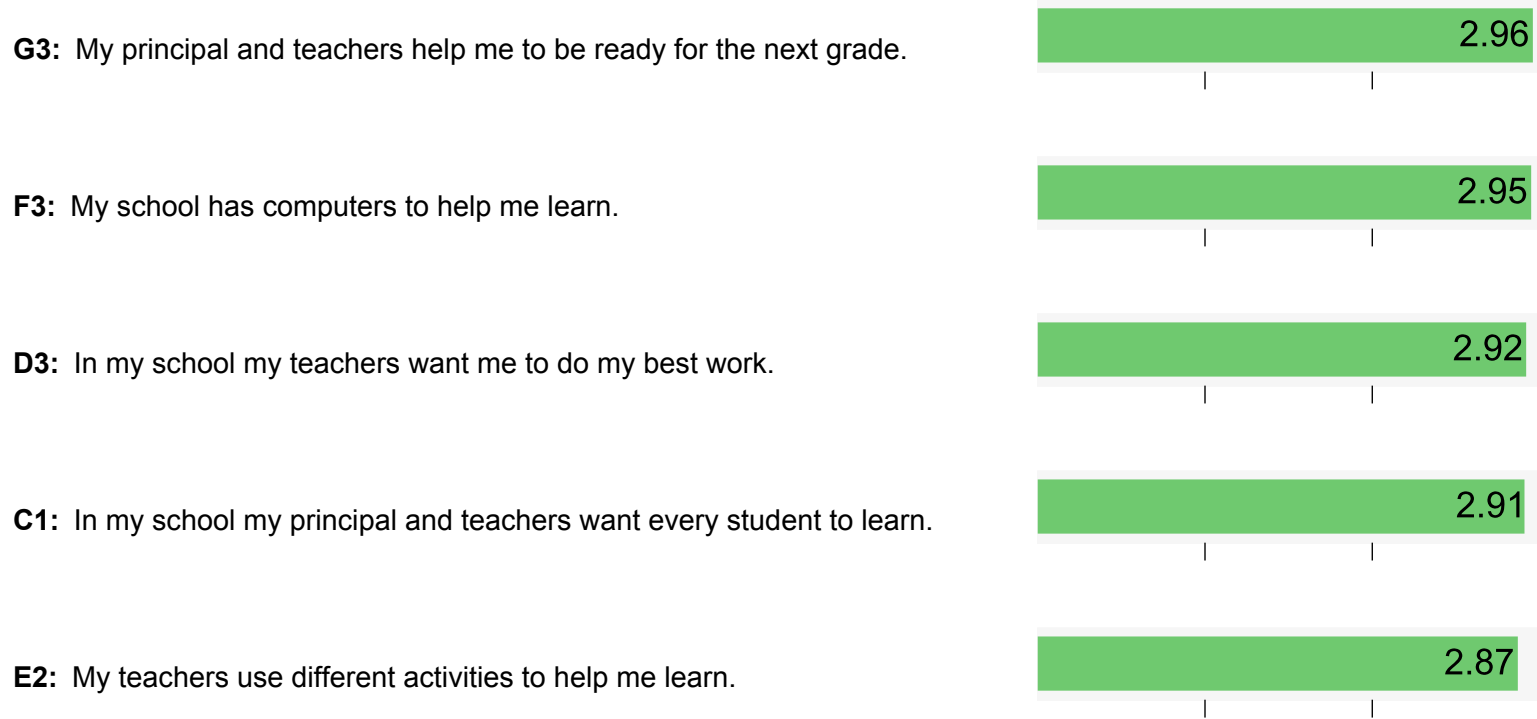 G3: My principal and teachers help me to be ready for the next grade. 2.96
F3: My school has computers to help me learn. 2.95
D3: In my school my teachers want me to do my best work. 2.92
C1: In my school my principal and teachers want every student to learn. 2.91
E2: My teachers use different activities to help me learn. 2.87